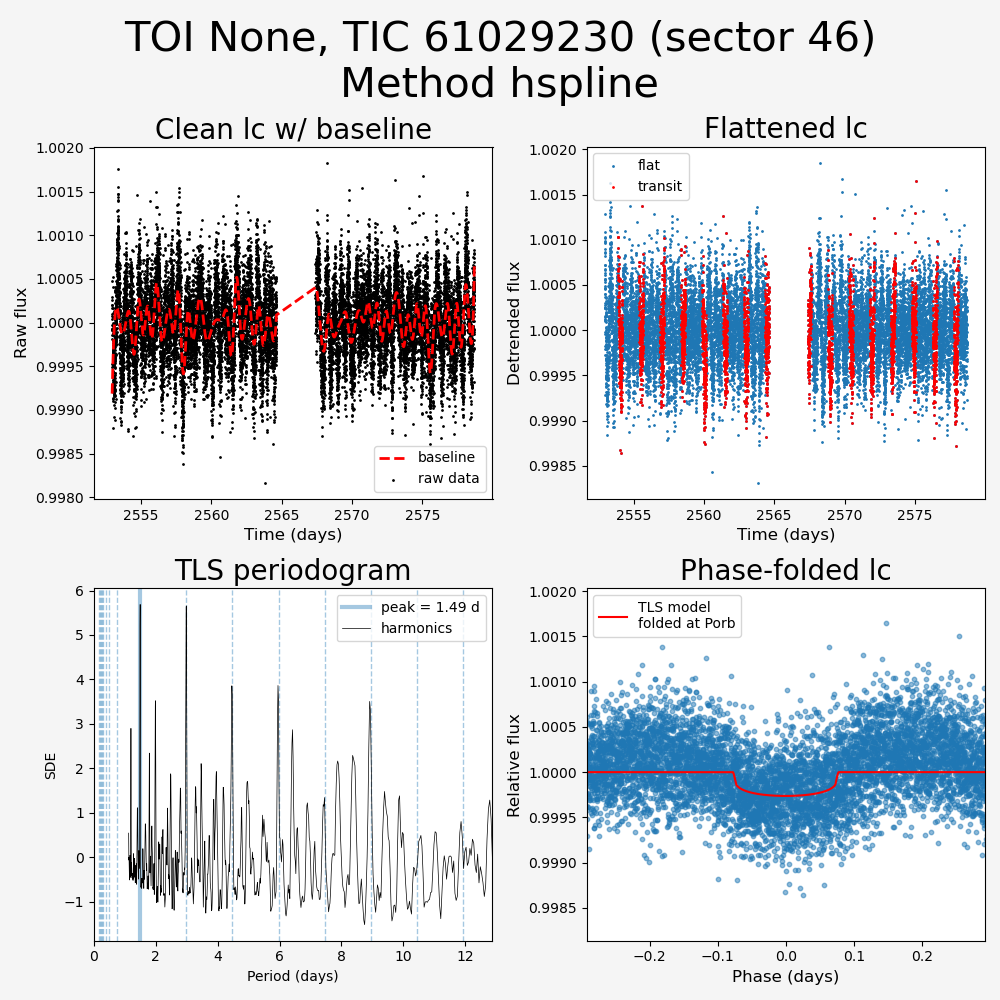 TOI None, TIC 61029230 (sector 46)
Method hspline
Clean lc w/ baseline
Raw flux
1.0020
1.0015
1.0010
1.0005
1.0000
0.9995
0.9990
0.9985
0.9980
baseline
raw data
2555
2560
2565
2570
2575
Time (days)
Flattened lc
Detrended flux
1.0020
1.0015
1.0010
1.0005
1.0000
0.9995
0.9990
0.9985
flat
transit
2555
2560
2565
2570
2575
Time (days)
TLS periodogram
SDE
6
5
4
3
2
1
0
−1
peak = 1.49 d
harmonics
0
2
4
6
8
10
12
Period (days)
Phase-folded lc
Relative flux
1.0020
1.0015
1.0010
1.0005
1.0000
0.9995
0.9990
0.9985
TLS model
folded at Porb
−0.2
−0.1
0.0
0.1
0.2
Phase (days)